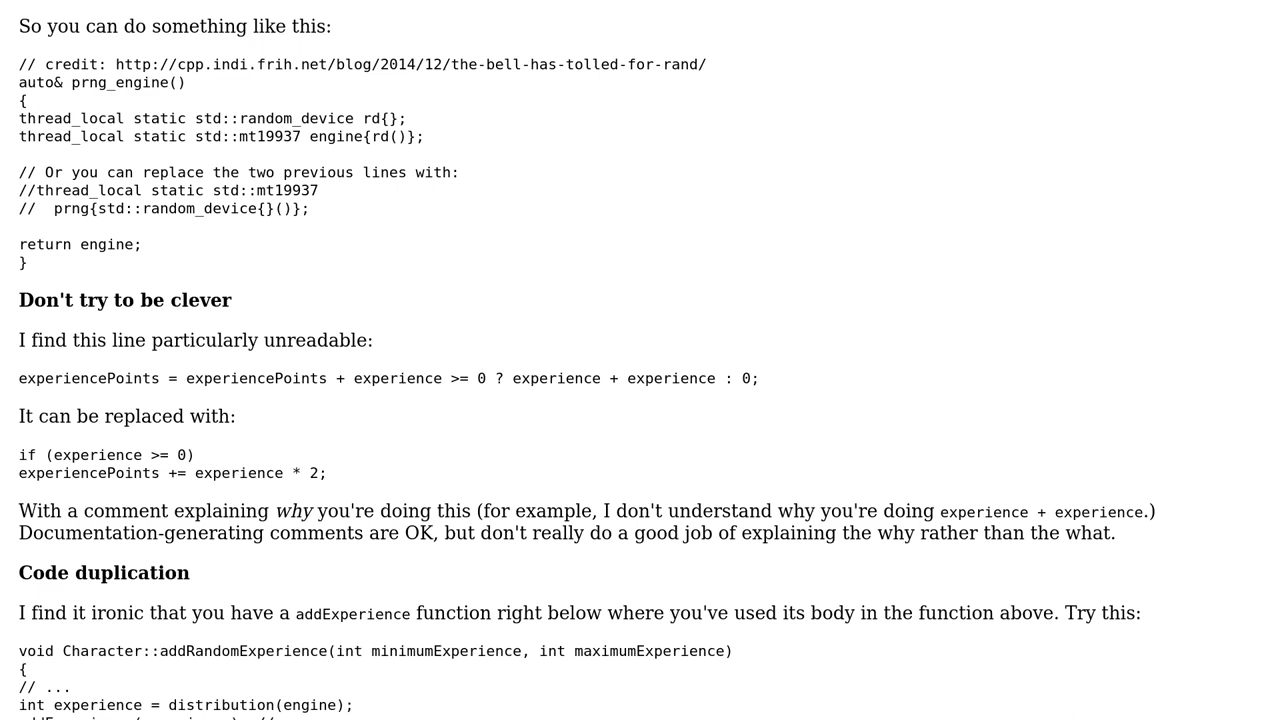 So you can do something like this:
// credit: http://cpp.indi.frih.net/blog/2014/12/the-bell-has-tolled-for-rand/
auto& prng_engine()
{
thread_local static std::random_device rd{};
thread_local static std::mt19937 engine{rd()};
// Or you can replace the two previous lines with:
//thread_local static std::mt19937
//  prng{std::random_device{}()};
return engine;
}
Don't try to be clever
I find this line particularly unreadable:
experiencePoints = experiencePoints + experience >= 0 ? experience + experience : 0;
It can be replaced with:
if (experience >= 0)
experiencePoints += experience * 2;
With a comment explaining why you're doing this (for example, I don't understand why you're doing experience + experience.)
Documentation-generating comments are OK, but don't really do a good job of explaining the why rather than the what.
Code duplication
I find it ironic that you have a addExperience function right below where you've used its body in the function above. Try this:
void Character::addRandomExperience(int minimumExperience, int maximumExperience)
{
// ...
int experience = distribution(engine);